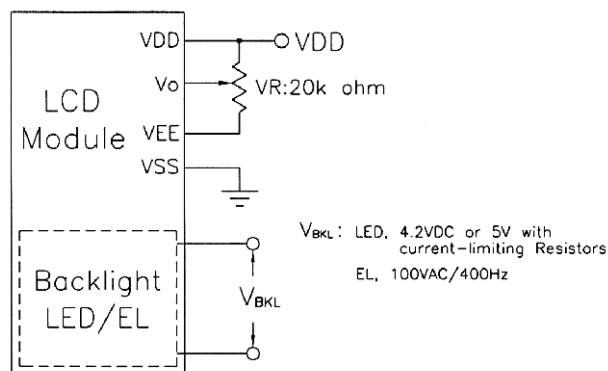 VDD
VDD
Vo
VR:20k ohm
LCD
Module
VEE
VSS
VBKL: LED, 4.2VDC or 5V with
current-limiting Resistors
EL, 100VAC/400Hz
Backlight
LED/EL
VBKL